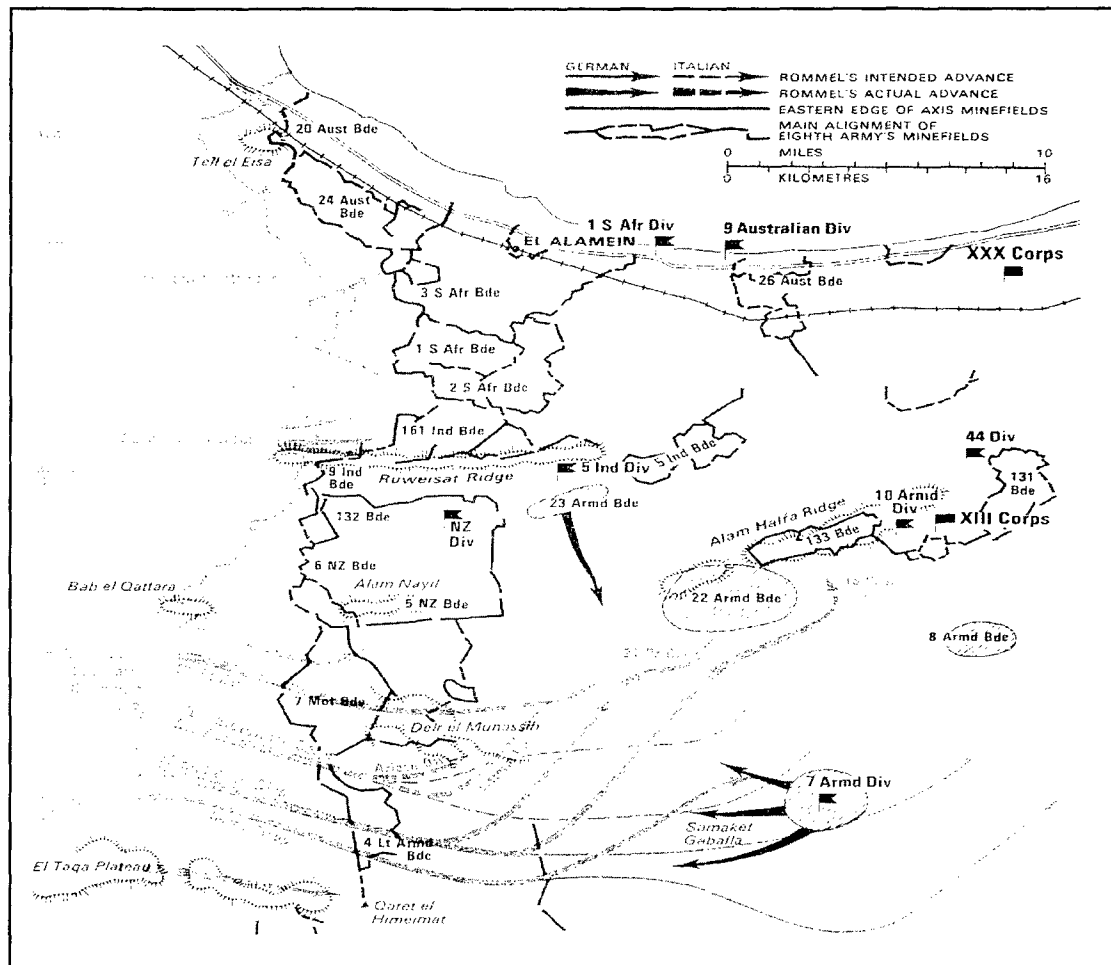 GERMAN ITALIAN
ROMMEL'S INTENDED ADVANCE
ROMMEL'S ACTUAL ADVANCE
EASTERN EDGE OF AXIS MINEFIELDS
MAIN ALIGNMENT OF
EIGHTH ARMY'S MINEFIELDS
0 MILES 10
0 KILOMETRES 16
20 Aust Bde
Tell el Eisa
24 Aust
Bde
1 S Afr Div
9 Australian Div
EL ALAMEIN
XXX Corps
26 Aust Bde
3 S Afr Bde
1 S Afr Bde
2 S Afr Bde
161 Ind Bde
5 Ind Bde
44 Div
9 Ind
Bde
Ruweisat Ridge
5 Ind Div
131
Bde
23 Armd Bde
132 Bde
NZ
Div
Alam Halfa Ridge
10 Armd
Div
133 Bde
XIII Corps
6 NZ Bde
Alam Nayil
5 NZ Bde
Bab el Qattara
22 Armd Bde
8 Armd Bde
7 Mot Bde
Deir el Munassib
7 Armd Div
Samaket
Gaballa
4 Lt Armd
Bde
El Taqa Plateau
Qaret el
Himeimat